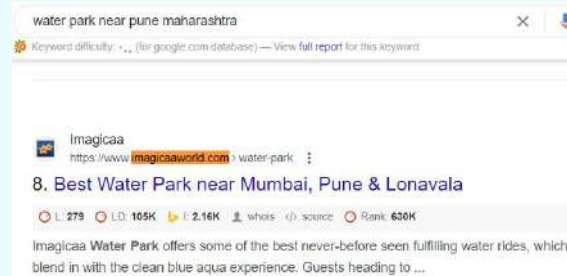 water park near pune maharashtra
Keyword difficulty: - ,, (for google.com database) — View full report for this keyword
Imagicaa
https://www.imagicaaworld.com › water-park
8. Best Water Park near Mumbai, Pune & Lonavala
L: 279 LD: 105K I: 2.16K whois source Rank: 630K
Imagicaa Water Park offers some of the best never-before seen fulfilling water rides, which
blend in with the clean blue aqua experience. Guests heading to ...